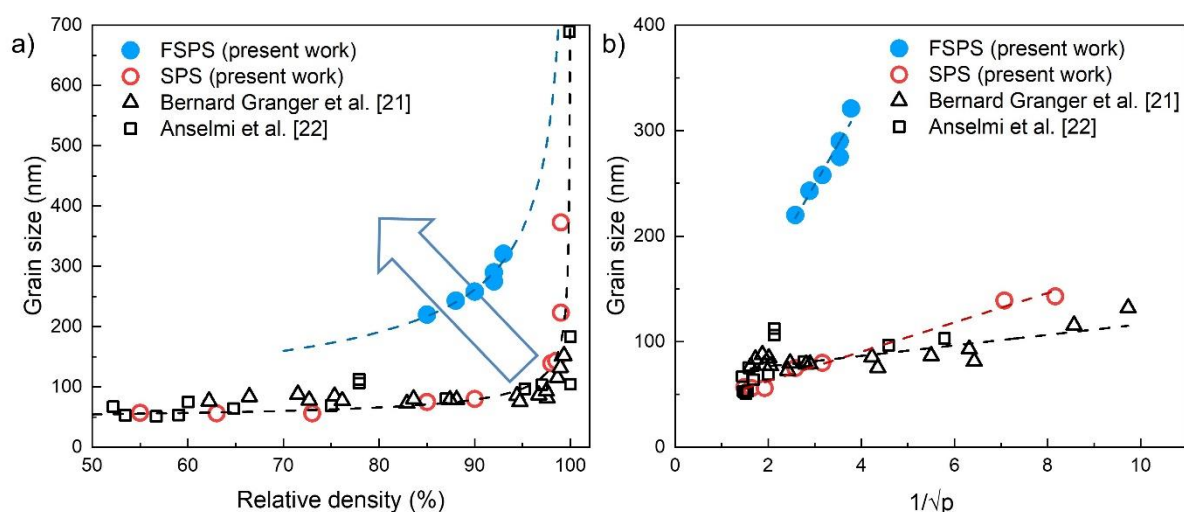 a)
700
600
500
400
300
200
100
0
Grain size (nm)
50
60
70
80
90
100
Relative density (%)
FSPS (present work)
SPS (present work)
Bernard Granger et al. [21]
Anselmi et al. [22]
b)
400
300
200
100
0
Grain size (nm)
0
2
4
6
8
10
1/√p
FSPS (present work)
SPS (present work)
Bernard Granger et al. [21]
Anselmi et al. [22]